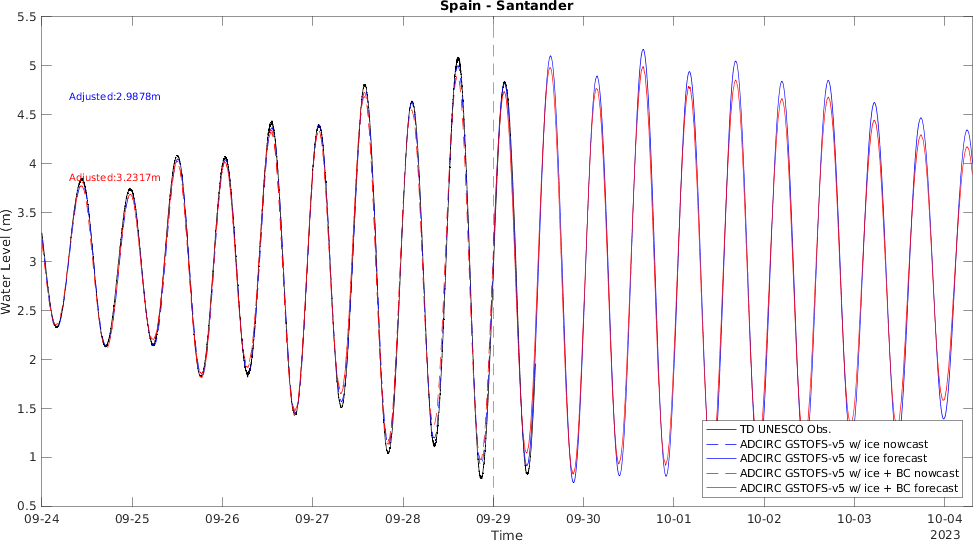 Spain - Santander
5.5
5
4.5
4
3.5
3
2.5
2
1.5
1
0.5
Water Level (m)
Adjusted:2.9878m
Adjusted:3.2317m
TD UNESCO Obs.
ADCIRC GSTOFS-v5 w/ ice nowcast
ADCIRC GSTOFS-v5 w/ ice forecast
ADCIRC GSTOFS-v5 w/ ice + BC nowcast
ADCIRC GSTOFS-v5 w/ ice + BC forecast
09-24 09-25 09-26 09-27 09-28 09-29 09-30 10-01 10-02 10-03 10-04
2023
Time